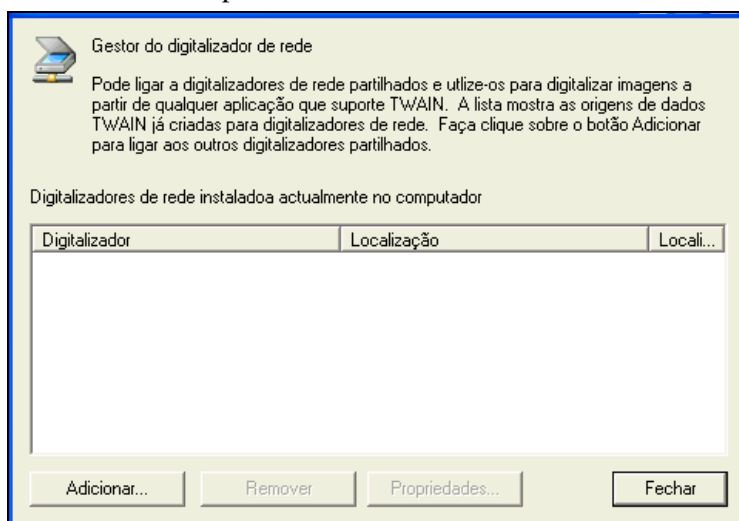 Gestor do digitalizador de rede
Pode ligar a digitalizadores de rede partilhados e utlize-os para digitalizar imagens a
partir de qualquer aplicação que suporte TWAIN. A lista mostra as origens de dados
TWAIN já criadas para digitalizadores de rede. Faça clique sobre o botão Adicionar
para ligar aos outros digitalizadores partilhados.
Digitalizadores de rede instaladoa actualmente no computador
Digitalizador Localização Locali...
Adicionar... Remover Propriedades... Fechar